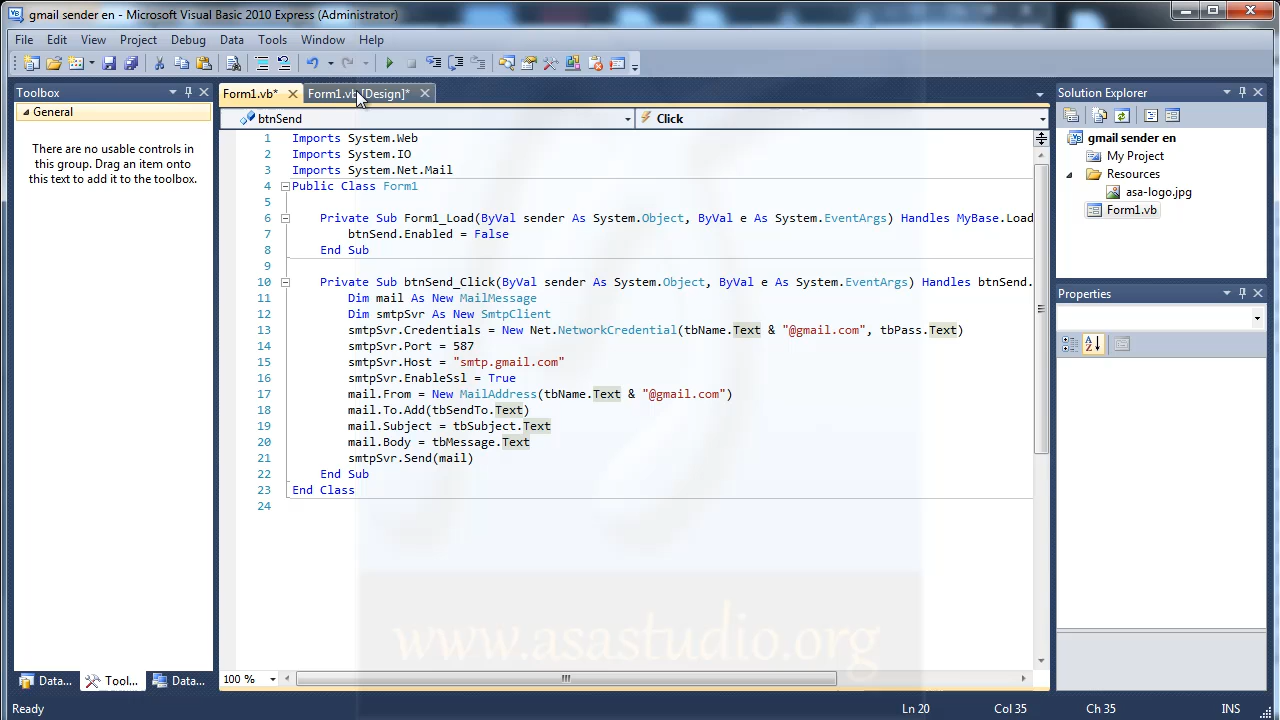 gmail sender en - Microsoft Visual Basic 2010 Express (Administrator)
File Edit View Project Debug Data Tools Window Help
Toolbox
General
There are no usable controls in
this group. Drag an item onto
this text to add it to the toolbox.
Data...
Tool...
Data...
Form1.vb*
Form1.vb [Design]*
btnSend
Click
1 Imports System.Web
2 Imports System.IO
3 Imports System.Net.Mail
4 Public Class Form1
5
6 Private Sub Form1_Load(ByVal sender As System.Object, ByVal e As System.EventArgs) Handles MyBase.Load
7 btnSend.Enabled = False
8 End Sub
9
10 Private Sub btnSend_Click(ByVal sender As System.Object, ByVal e As System.EventArgs) Handles btnSend.
11 Dim mail As New MailMessage
12 Dim smtpSvr As New SmtpClient
13 smtpSvr.Credentials = New Net.NetworkCredential(tbName.Text & "@gmail.com", tbPass.Text)
14 smtpSvr.Port = 587
15 smtpSvr.Host = "smtp.gmail.com"
16 smtpSvr.EnableSsl = True
17 mail.From = New MailAddress(tbName.Text & "@gmail.com")
18 mail.To.Add(tbSendTo.Text)
19 mail.Subject = tbSubject.Text
20 mail.Body = tbMessage.Text
21 smtpSvr.Send(mail)
22 End Sub
23 End Class
24
www.asastudio.org
100 %
Solution Explorer
gmail sender en
My Project
Resources
asa-logo.jpg
Form1.vb
Properties
Ready
Ln 20
Col 35
Ch 35
INS